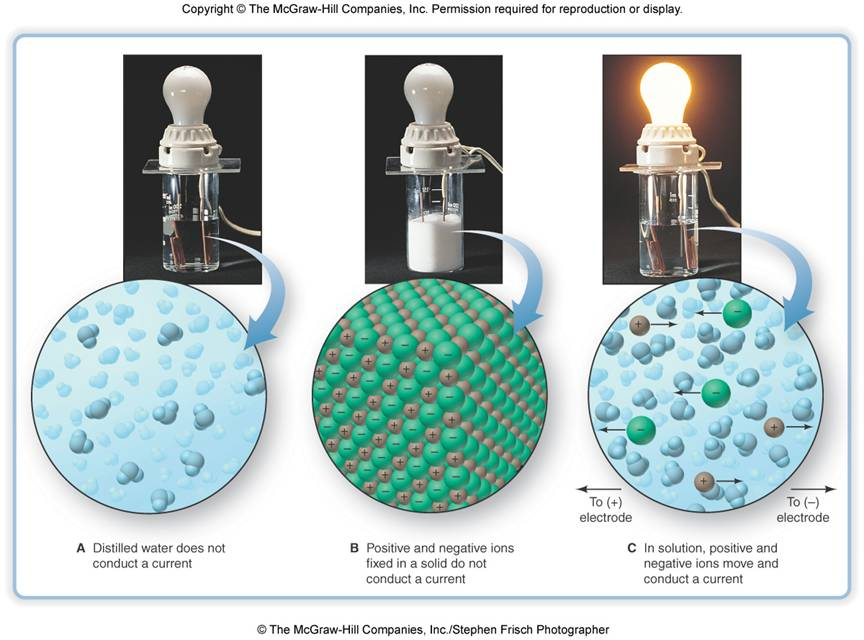 Copyright © The McGraw-Hill Companies, Inc. Permission required for reproduction or display.
+
−
−
−
+
+
To (+)
electrode
To (–)
electrode
A Distilled water does not
conduct a current
B Positive and negative ions
fixed in a solid do not
conduct a current
C In solution, positive and
negative ions move and
conduct a current
© The McGraw-Hill Companies, Inc./Stephen Frisch Photographer